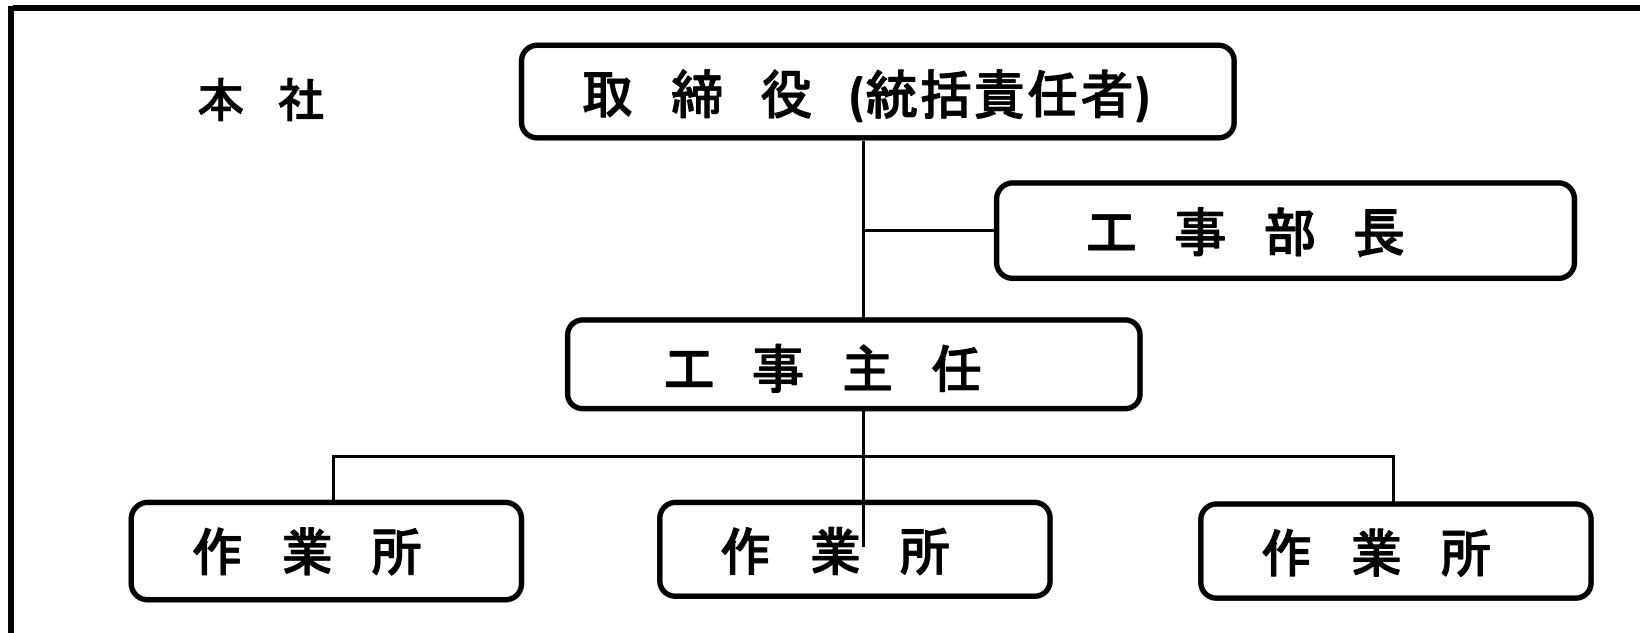 本 社
取 締 役 (統括責任者)
工 事 部 長
工 事 主 任
作 業 所
作 業 所
作 業 所